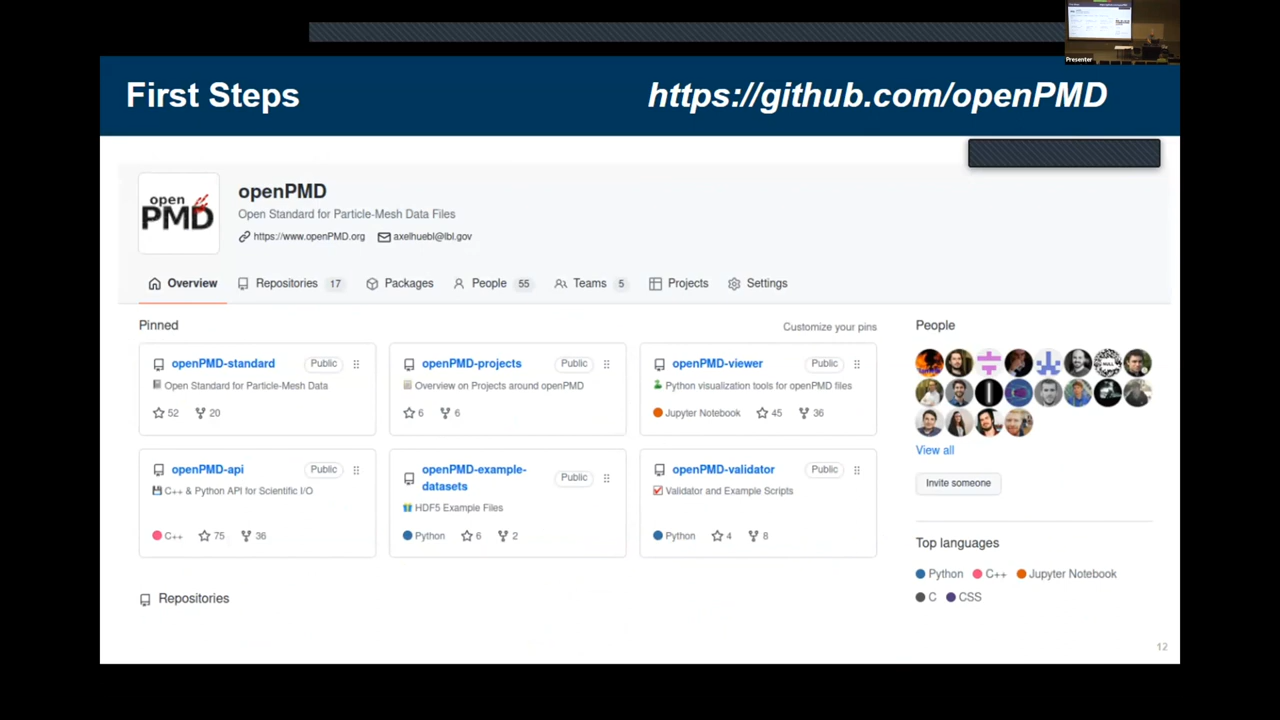 Presenter
First Steps
https://github.com/openPMD
open
PMD
openPMD
Open Standard for Particle-Mesh Data Files
https://www.openPMD.org axelhuebl@lbl.gov
Overview Repositories 17 Packages People 55 Teams 5 Projects Settings
Pinned
Customize your pins
openPMD-standard Public
Open Standard for Particle-Mesh Data
52 20
openPMD-projects Public
Overview on Projects around openPMD
6 6
openPMD-viewer Public
Python visualization tools for openPMD files
Jupyter Notebook 45 36
openPMD-api Public
C++ & Python API for Scientific I/O
C++ 75 36
openPMD-example-
datasets Public
HDF5 Example Files
Python 6 2
openPMD-validator Public
Validator and Example Scripts
Python 4 8
Repositories
People
View all
Invite someone
Top languages
Python C++ Jupyter Notebook
C CSS
12